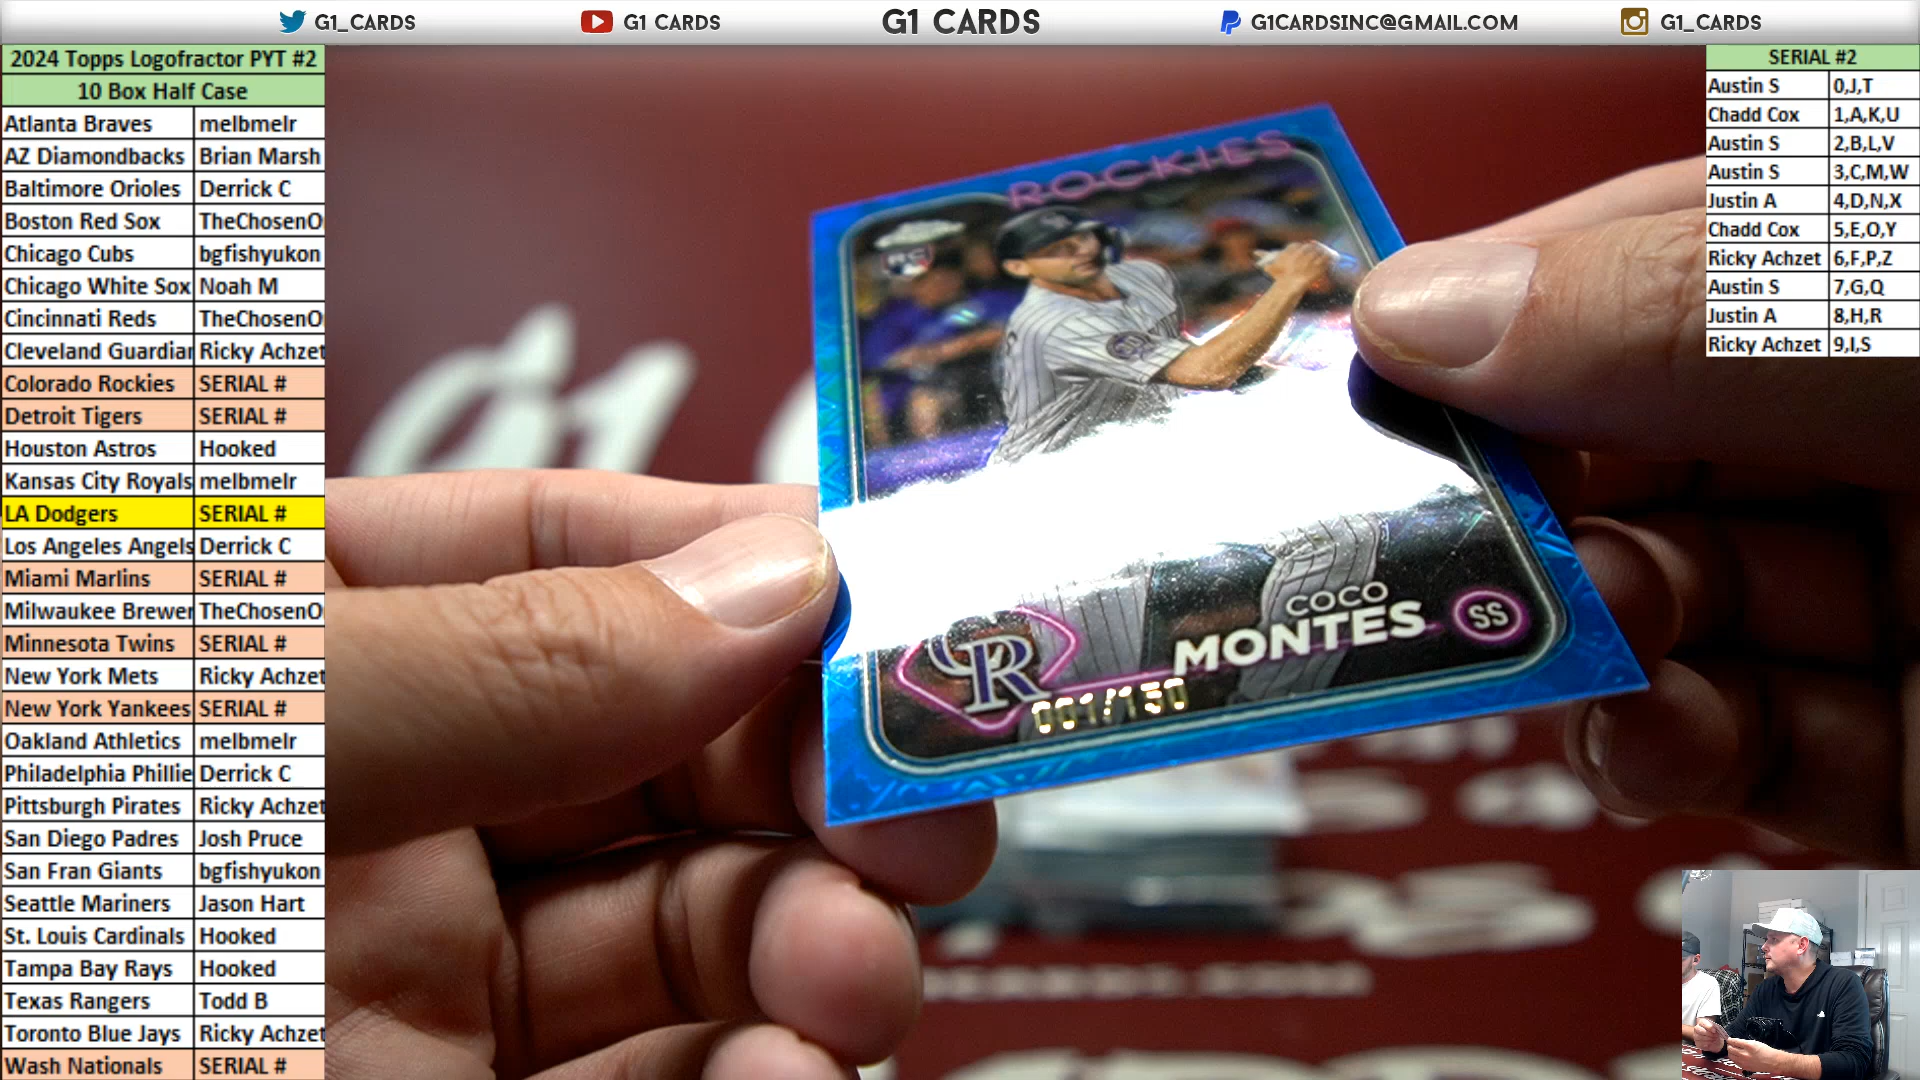 G1_CARDS
G1 CARDS
G1 CARDS
G1CARDSINC@GMAIL.COM
G1_CARDS
2024 Topps Logofractor PYT #2
10 Box Half Case
Atlanta Braves melbmelr
AZ Diamondbacks Brian Marsh
Baltimore Orioles Derrick C
Boston Red Sox TheChosenO
Chicago Cubs bgfishyukon
Chicago White Sox Noah M
Cincinnati Reds TheChosenO
Cleveland Guardian Ricky Achzet
Colorado Rockies SERIAL #
Detroit Tigers SERIAL #
Houston Astros Hooked
Kansas City Royals melbmelr
LA Dodgers SERIAL #
Los Angeles Angels Derrick C
Miami Marlins SERIAL #
Milwaukee Brewer TheChosenO
Minnesota Twins SERIAL #
New York Mets Ricky Achzet
New York Yankees SERIAL #
Oakland Athletics melbmelr
Philadelphia Phillie Derrick C
Pittsburgh Pirates Ricky Achzet
San Diego Padres Josh Pruce
San Fran Giants bgfishyukon
Seattle Mariners Jason Hart
St. Louis Cardinals Hooked
Tampa Bay Rays Hooked
Texas Rangers Todd B
Toronto Blue Jays Ricky Achzet
Wash Nationals SERIAL #
ROCKIES
RC
COCO
MONTES SS
CR
001/150
G1
SERIAL #2
Austin S 0,J,T
Chadd Cox 1,A,K,U
Austin S 2,B,L,V
Austin S 3,C,M,W
Justin A 4,D,N,X
Chadd Cox 5,E,O,Y
Ricky Achzet 6,F,P,Z
Austin S 7,G,Q
Justin A 8,H,R
Ricky Achzet 9,I,S